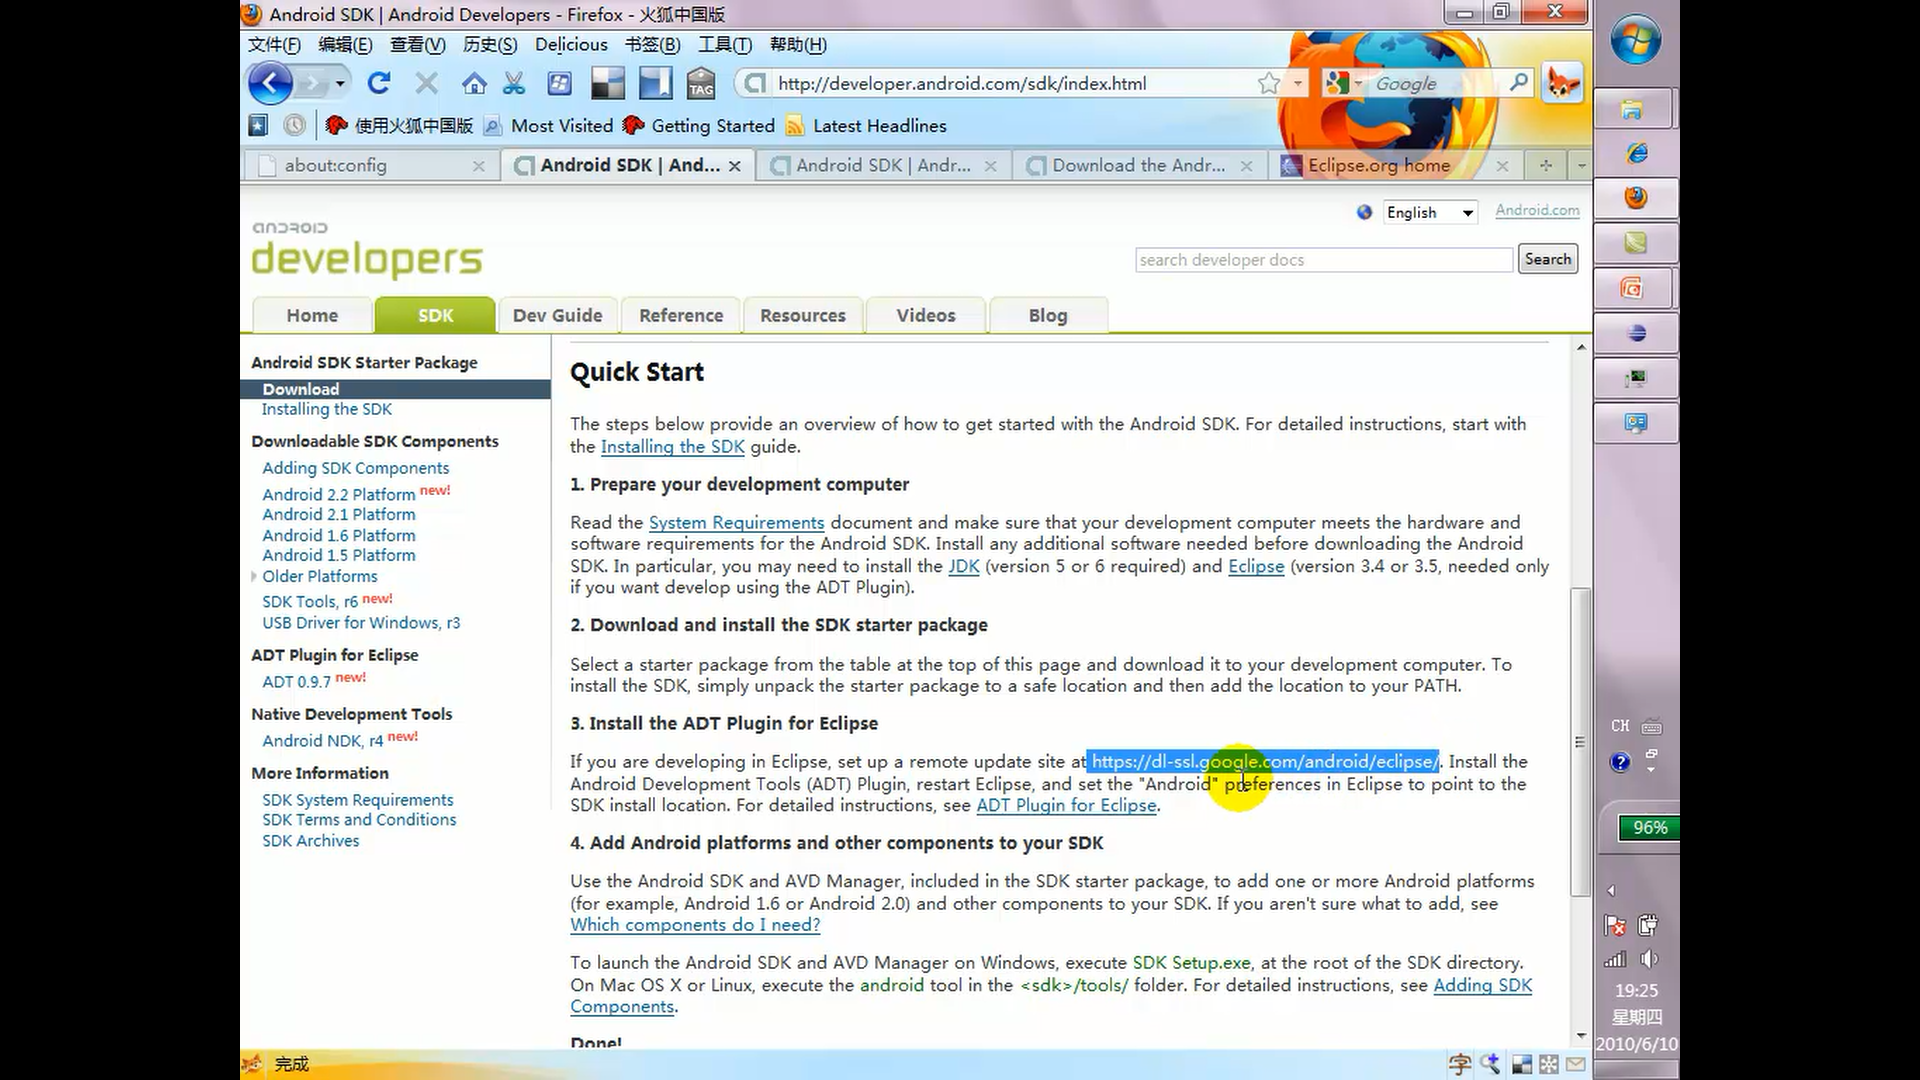 Android SDK | Android Developers - Firefox - 火狐中国版
文件(F) 编辑(E) 查看(V) 历史(S) Delicious 书签(B) 工具(T) 帮助(H)
TAG http://developer.android.com/sdk/index.html Google
使用火狐中国版 Most Visited Getting Started Latest Headlines
about:config Android SDK | And... Android SDK | Andr... Download the Andr... Eclipse.org home
English Android.com
android
developers
search developer docs Search
Home SDK Dev Guide Reference Resources Videos Blog
Android SDK Starter Package
Download
Installing the SDK
Downloadable SDK Components
Adding SDK Components
Android 2.2 Platform new!
Android 2.1 Platform
Android 1.6 Platform
Android 1.5 Platform
Older Platforms
SDK Tools, r6 new!
USB Driver for Windows, r3
ADT Plugin for Eclipse
ADT 0.9.7 new!
Native Development Tools
Android NDK, r4 new!
More Information
SDK System Requirements
SDK Terms and Conditions
SDK Archives
Quick Start
The steps below provide an overview of how to get started with the Android SDK. For detailed instructions, start with
the Installing the SDK guide.
1. Prepare your development computer
Read the System Requirements document and make sure that your development computer meets the hardware and
software requirements for the Android SDK. Install any additional software needed before downloading the Android
SDK. In particular, you may need to install the JDK (version 5 or 6 required) and Eclipse (version 3.4 or 3.5, needed only
if you want develop using the ADT Plugin).
2. Download and install the SDK starter package
Select a starter package from the table at the top of this page and download it to your development computer. To
install the SDK, simply unpack the starter package to a safe location and then add the location to your PATH.
3. Install the ADT Plugin for Eclipse
If you are developing in Eclipse, set up a remote update site at https://dl-ssl.google.com/android/eclipse/. Install the
Android Development Tools (ADT) Plugin, restart Eclipse, and set the "Android" preferences in Eclipse to point to the
SDK install location. For detailed instructions, see ADT Plugin for Eclipse.
4. Add Android platforms and other components to your SDK
Use the Android SDK and AVD Manager, included in the SDK starter package, to add one or more Android platforms
(for example, Android 1.6 or Android 2.0) and other components to your SDK. If you aren't sure what to add, see
Which components do I need?
To launch the Android SDK and AVD Manager on Windows, execute SDK Setup.exe, at the root of the SDK directory.
On Mac OS X or Linux, execute the android tool in the <sdk>/tools/ folder. For detailed instructions, see Adding SDK
Components.
Done!
完成
字
CH
96%
19:25
星期四
2010/6/10